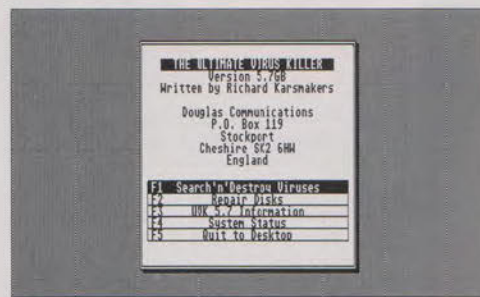 THE ULTIMATE VIRUS KILLER
Version 5.7GB
Written by Richard Karsmakers
Douglas Communications
P.O. Box 119
Stockport
Cheshire SK2 6HW
England
F1 Search'n'Destroy Viruses
F2 Repair Disks
F3 UVK 5.7 Information
F4 System Status
F5 Quit to Desktop